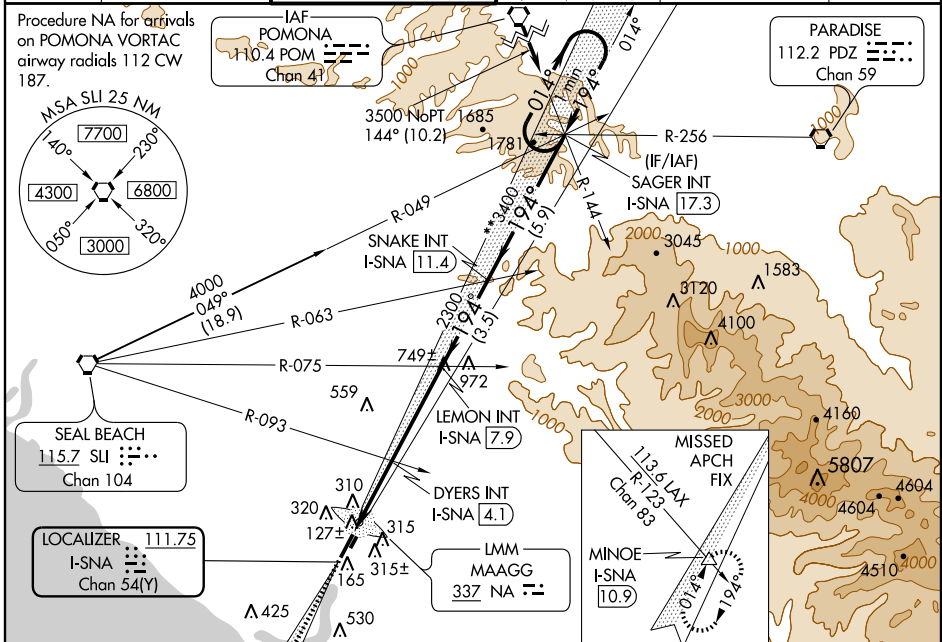 Procedure NA for arrivals
on POMONA VORTAC
airway radials 112 CW
187.
IAF
POMONA
110.4 POM
Chan 41
PARADISE
112.2 PDZ
Chan 59
1000
1000
1000
014°
014°
1 min
194°
3500 NoPT
144° (10.2)
1685
1781
R-256
(IF/IAF)
SAGER INT
I-SNA 17.3
R-144
MSA SLI 25 NM
140°
7700
230°
4300
6800
050°
3000
320°
R-049
**3400
194°
(5.9)
SNAKE INT
I-SNA 11.4
2000
3045
1000
1583
3120
4100
4000
049°
(18.9)
R-063
2300
194°
(3.5)
R-075
749±
972
559
R-093
LEMON INT
I-SNA 7.9
1000
2000
3000
4160
5807
4000
4604
4604
4510
4000
SEAL BEACH
115.7 SLI
Chan 104
DYERS INT
I-SNA 4.1
310
320
127±
315
315±
165
LOCALIZER 111.75
I-SNA
Chan 54(Y)
LMM
MAAGG
337 NA
425
530
MISSED
APCH
FIX
113.6 LAX
R-123
Chan 83
MINOE
I-SNA
10.9
014°
194°